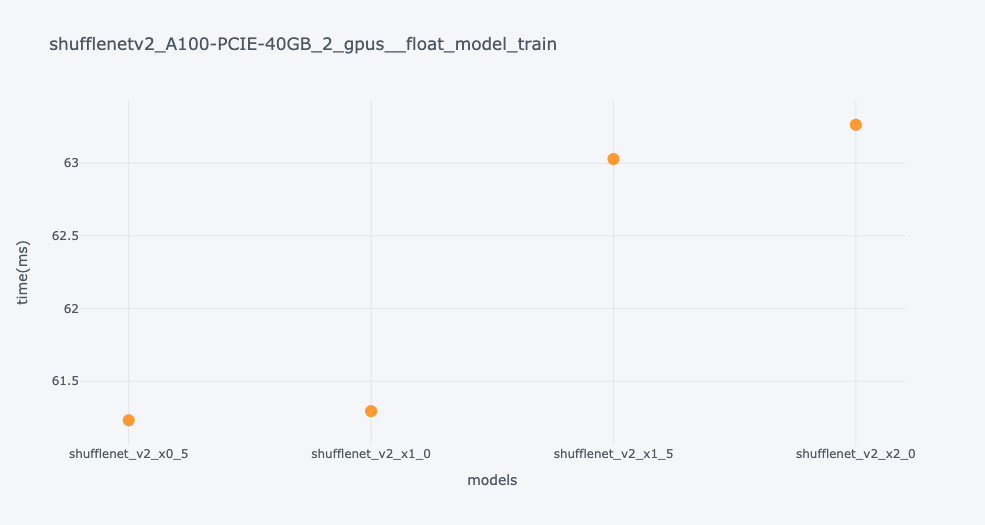 shufflenetv2_A100-PCIE-40GB_2_gpus__float_model_train
63
62.5
62
61.5
time(ms)
shufflenet_v2_x0_5
shufflenet_v2_x1_0
shufflenet_v2_x1_5
shufflenet_v2_x2_0
models